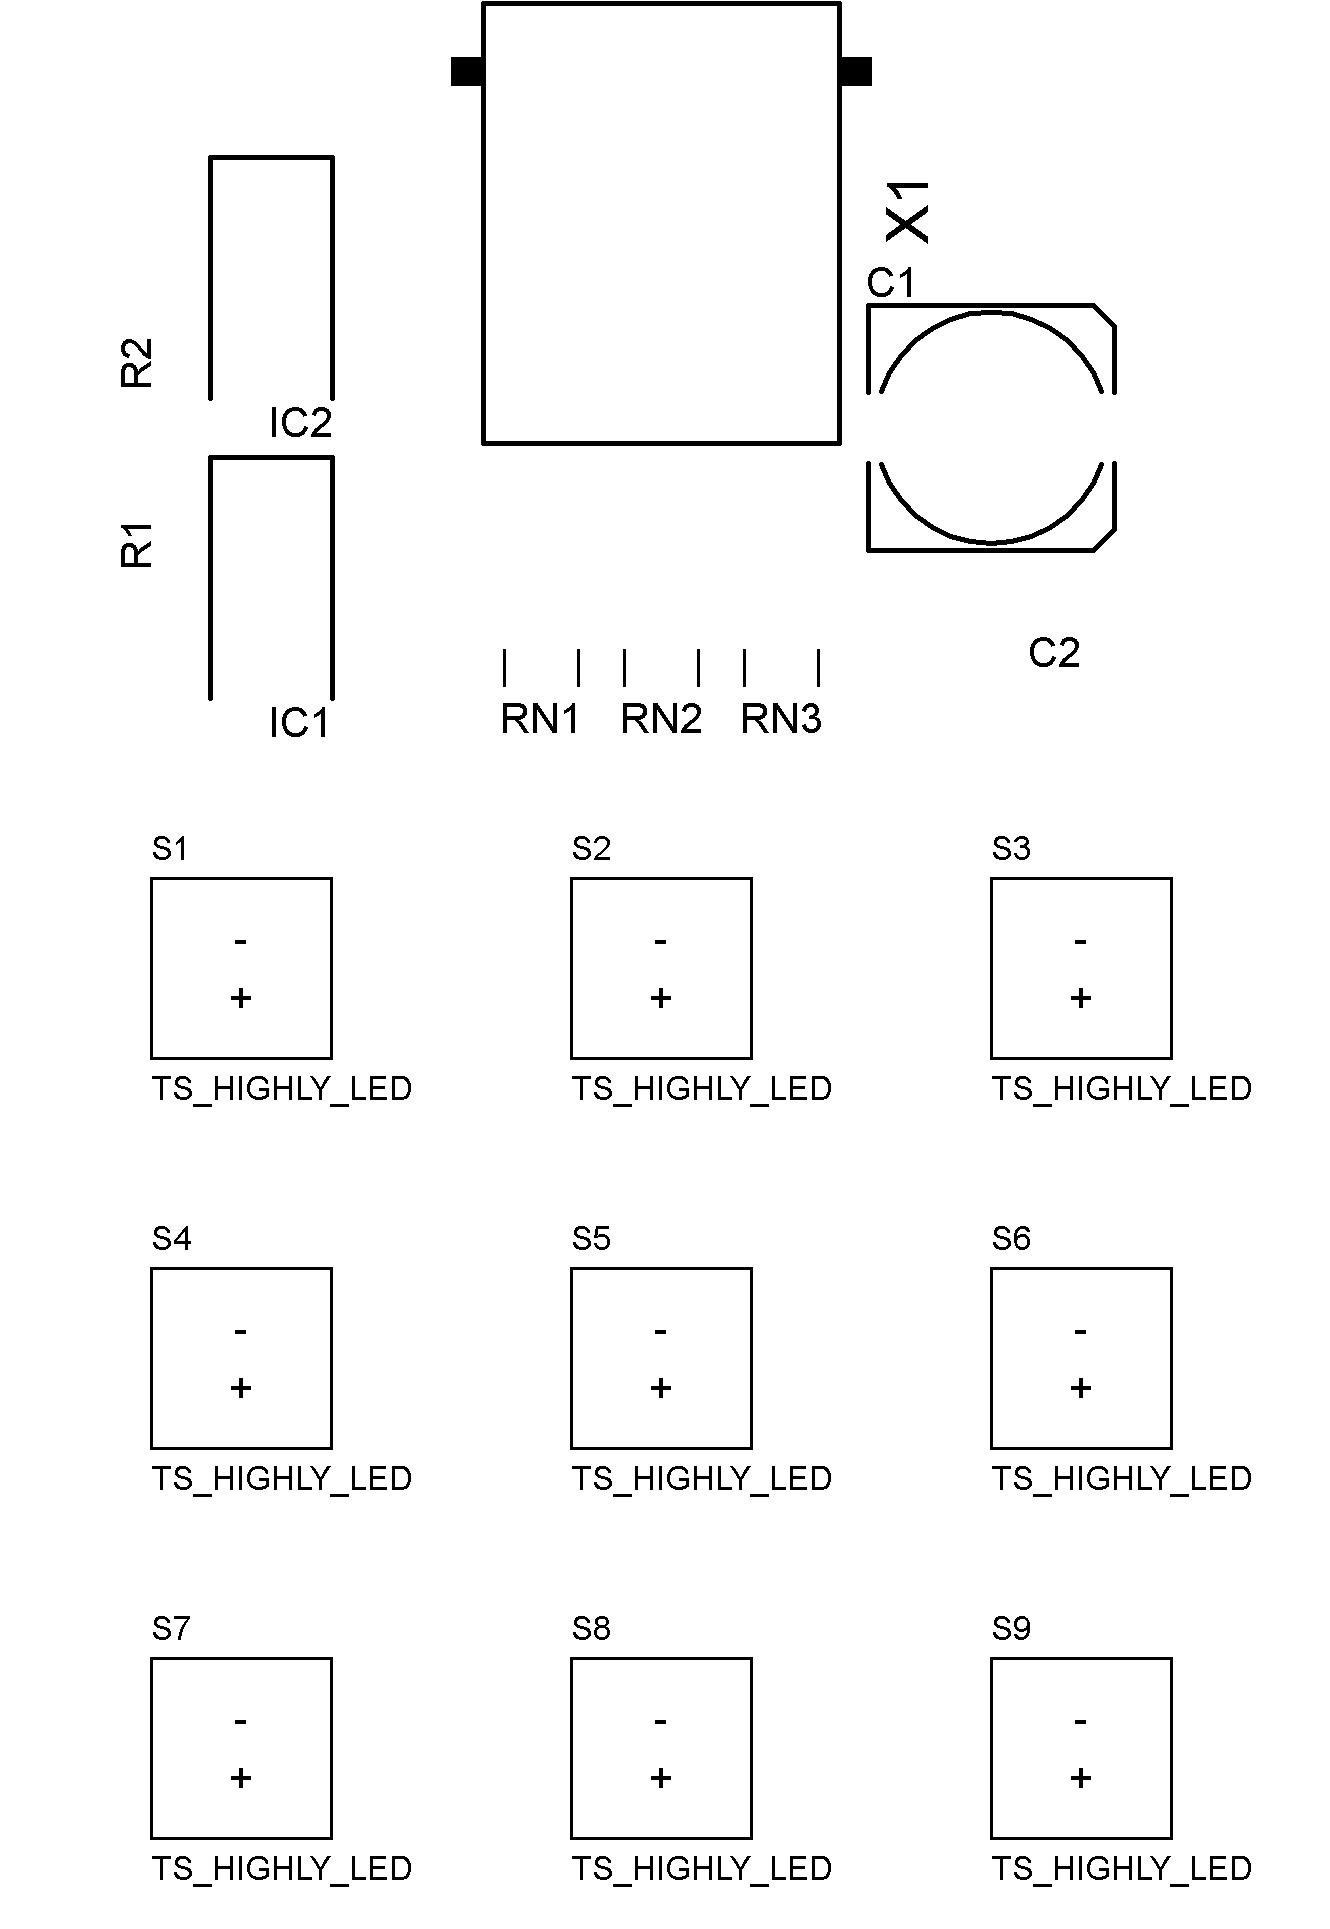 X1
C1
R2
IC2
R1
C2
IC1
RN1 RN2 RN3
S1 S2 S3
- - -
+ + +
TS_HIGHLY_LED TS_HIGHLY_LED TS_HIGHLY_LED
S4 S5 S6
- - -
+ + +
TS_HIGHLY_LED TS_HIGHLY_LED TS_HIGHLY_LED
S7 S8 S9
- - -
+ + +
TS_HIGHLY_LED TS_HIGHLY_LED TS_HIGHLY_LED